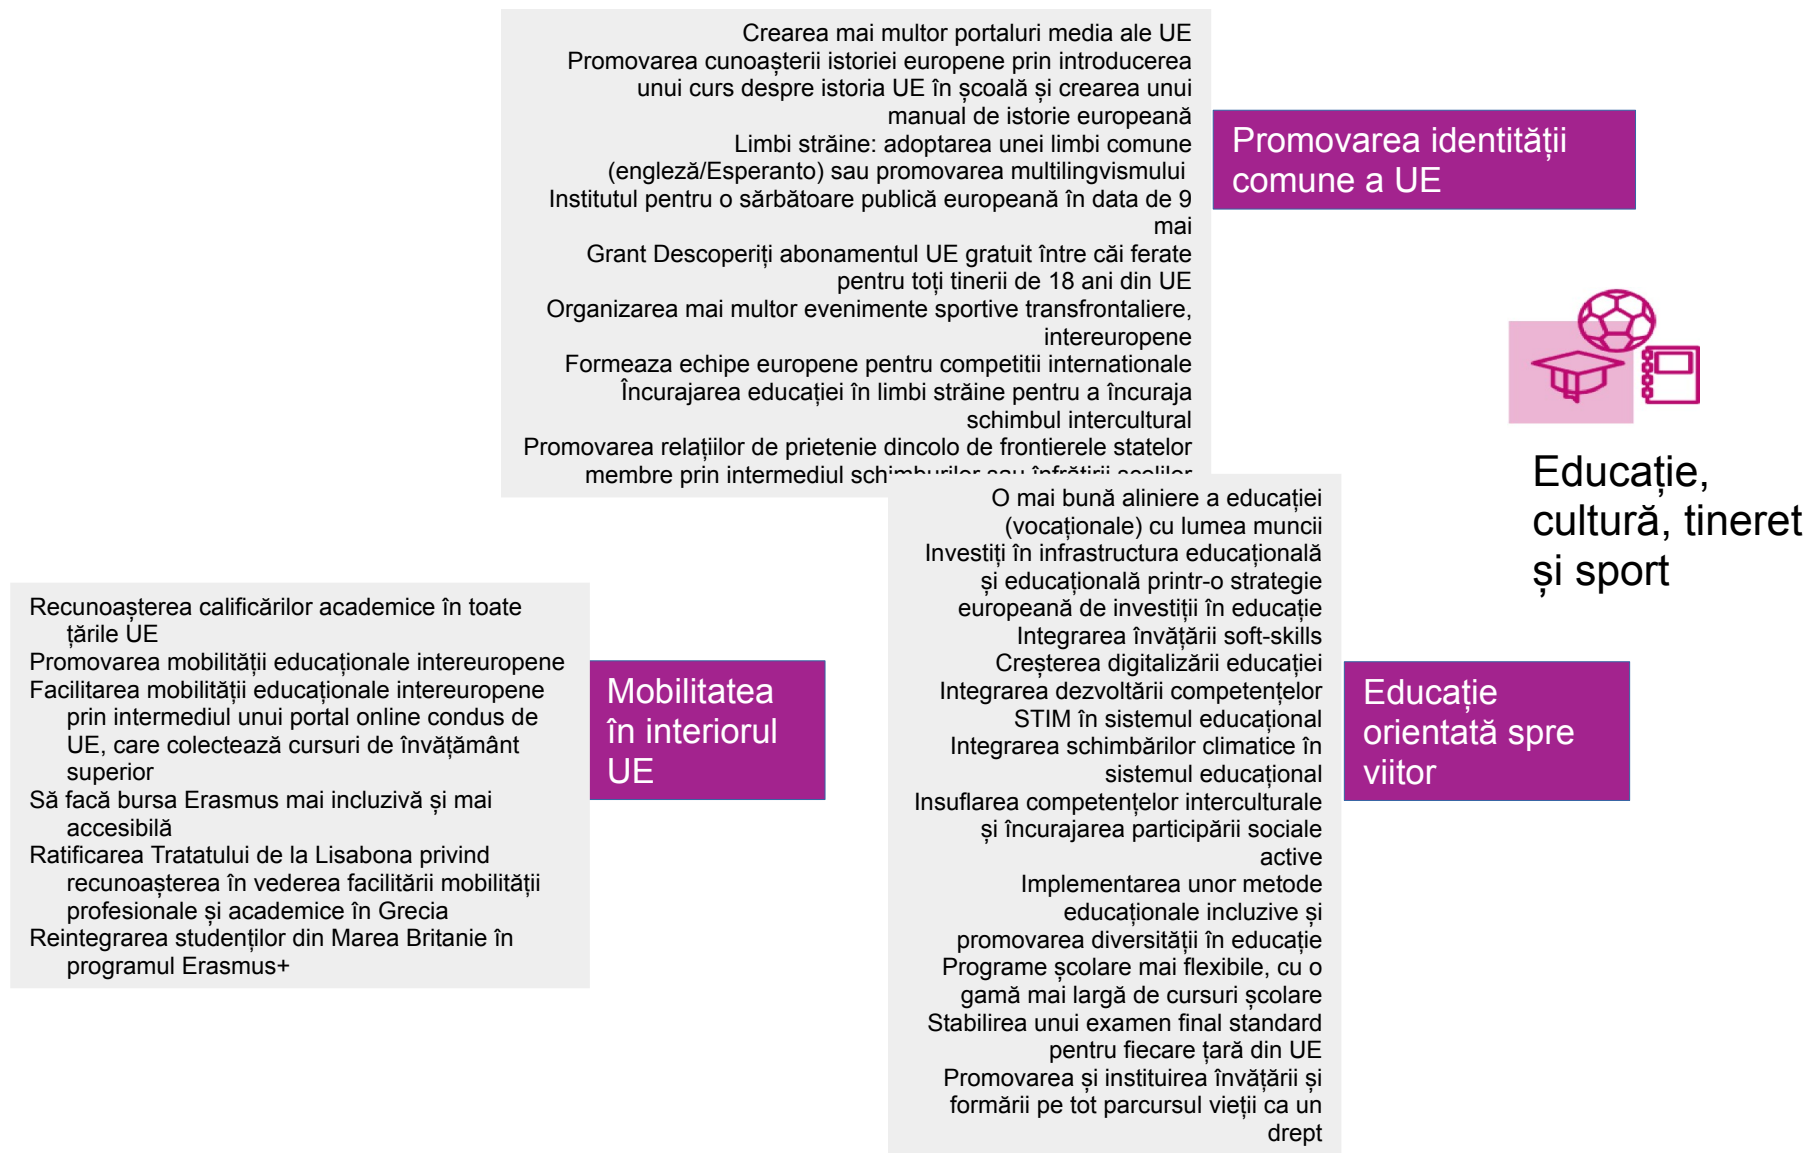 Crearea mai multor portaluri media ale UE
Promovarea cunoașterii istoriei europene prin introducerea
unui curs despre istoria UE în școală și crearea unui
manual de istorie europeană
Limbi străine: adoptarea unei limbi comune
(engleză/Esperanto) sau promovarea multilingvismului
Institutul pentru o sărbătoare publică europeană în data de 9
mai
Grant Descoperiți abonamentul UE gratuit între căi ferate
pentru toți tinerii de 18 ani din UE
Organizarea mai multor evenimente sportive transfrontaliere,
intereuropene
Formeaza echipe europene pentru competitii internationale
Încurajarea educației în limbi străine pentru a încuraja
schimbul intercultural
Promovarea relațiilor de prietenie dincolo de frontierele statelor
membre prin intermediul schimburilor sau înfrățirii școlilor
Promovarea identității
comune a UE
Educație,
cultură, tineret
și sport
O mai bună aliniere a educației
(vocaționale) cu lumea muncii
Investiți în infrastructura educațională
și educațională printr-o strategie
europeană de investiții în educație
Integrarea învățării soft-skills
Creșterea digitalizării educației
Integrarea dezvoltării competențelor
STIM în sistemul educațional
Integrarea schimbărilor climatice în
sistemul educațional
Insuflarea competențelor interculturale
și încurajarea participării sociale
active
Implementarea unor metode
educaționale incluzive și
promovarea diversității în educație
Programe școlare mai flexibile, cu o
gamă mai largă de cursuri școlare
Stabilirea unui examen final standard
pentru fiecare țară din UE
Promovarea și instituirea învățării și
formării pe tot parcursul vieții ca un
drept
Educație
orientată spre
viitor
Recunoașterea calificărilor academice în toate
țările UE
Promovarea mobilității educaționale intereuropene
Facilitarea mobilității educaționale intereuropene
prin intermediul unui portal online condus de
UE, care colectează cursuri de învățământ
superior
Să facă bursa Erasmus mai incluzivă și mai
accesibilă
Ratificarea Tratatului de la Lisabona privind
recunoașterea în vederea facilitării mobilității
profesionale și academice în Grecia
Reintegrarea studenților din Marea Britanie în
programul Erasmus+
Mobilitatea
în interiorul
UE